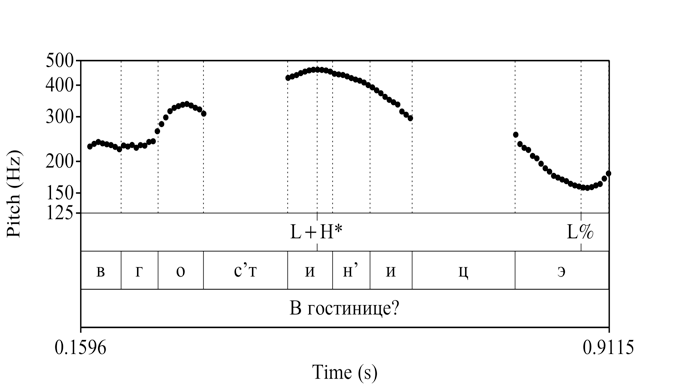 500
400
300
200
150
125
Pitch (Hz)
L+H* L%
в г о с’т и н’ и ц э
В гостинице?
0.1596 0.9115
Time (s)